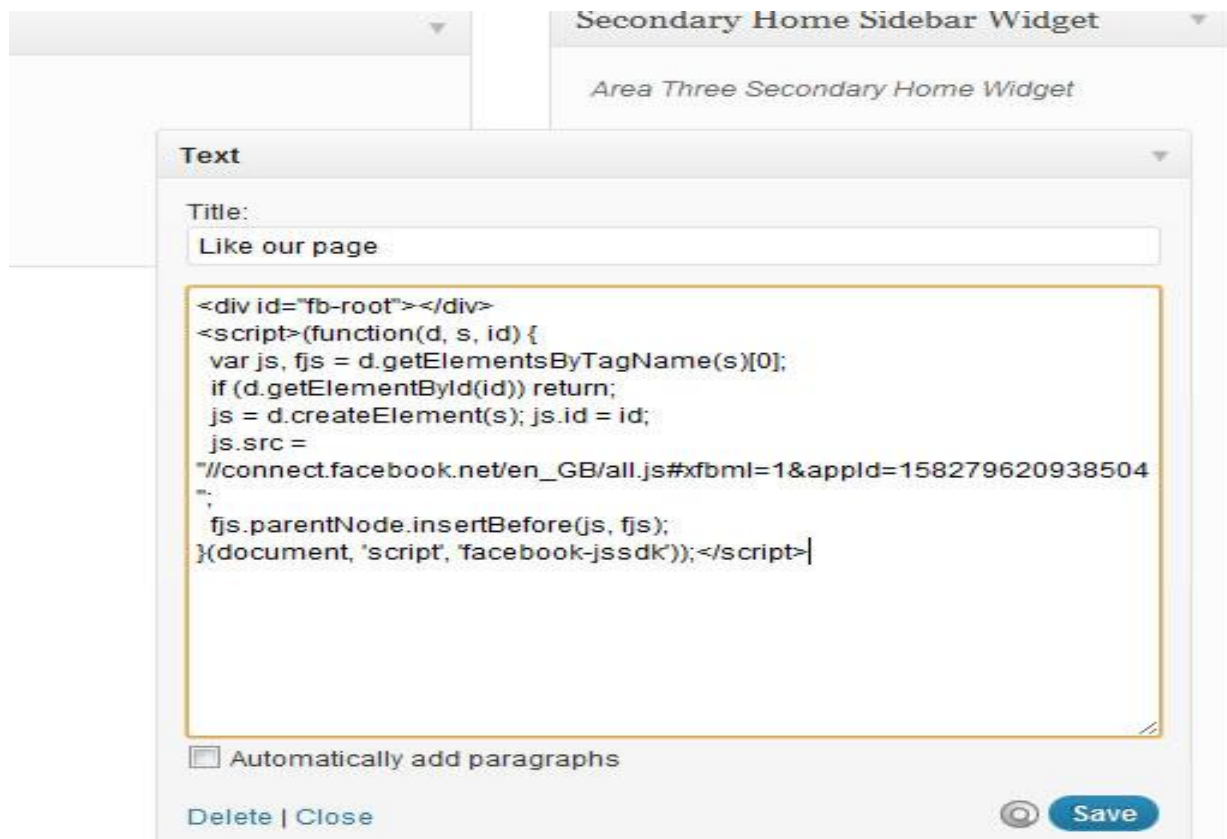 Secondary Home Sidebar Widget
Area Three Secondary Home Widget
Text
Title:
Like our page
<div id="fb-root"></div>
<script>(function(d, s, id) {
  var js, fjs = d.getElementsByTagName(s)[0];
  if (d.getElementById(id)) return;
  js = d.createElement(s); js.id = id;
  js.src =
"//connect.facebook.net/en_GB/all.js#xfbml=1&appId=158279620938504
";
  fjs.parentNode.insertBefore(js, fjs);
}(document, 'script', 'facebook-jssdk'));</script>
Automatically add paragraphs
Delete | Close
Save